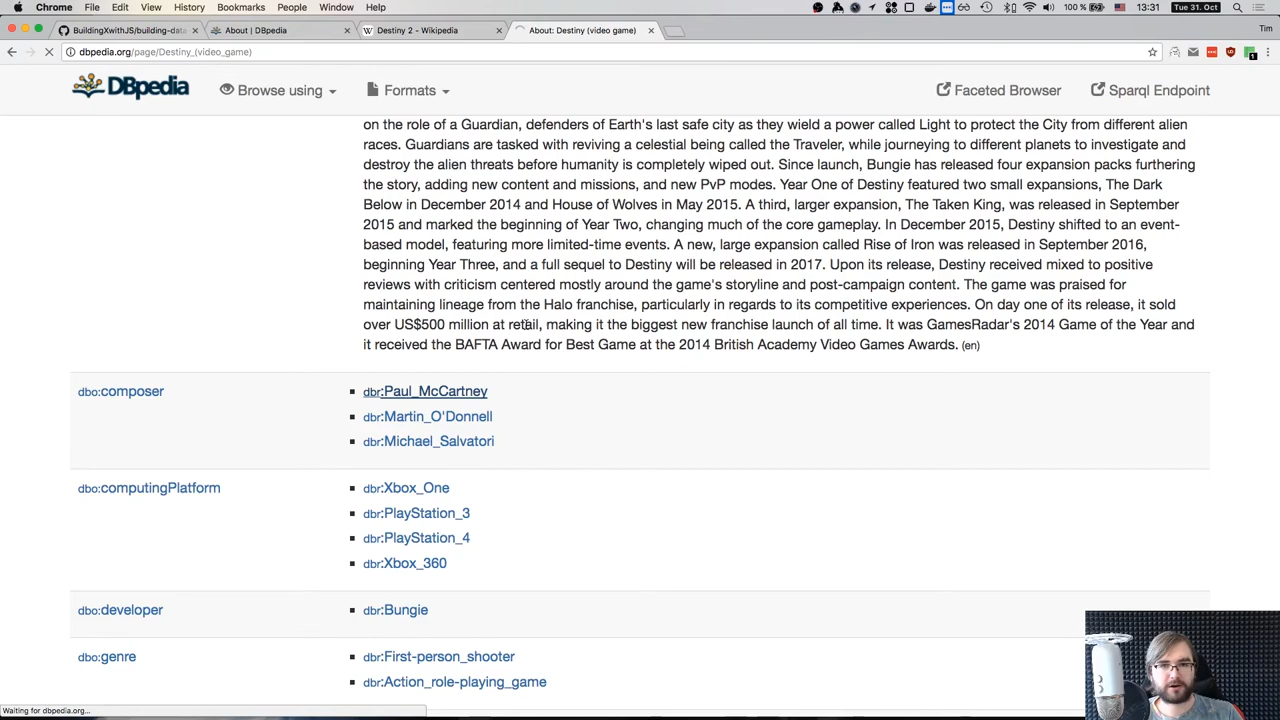 Chrome File Edit View History Bookmarks People Window Help 100 % 13:31 Tue 31. Oct
BuildingXwithJS/building-data About | DBpedia Destiny 2 - Wikipedia About: Destiny (video game) Tim
dbpedia.org/page/Destiny_(video_game)
DBpedia Browse using Formats Faceted Browser Sparql Endpoint
on the role of a Guardian, defenders of Earth's last safe city as they wield a power called Light to protect the City from different alien
races. Guardians are tasked with reviving a celestial being called the Traveler, while journeying to different planets to investigate and
destroy the alien threats before humanity is completely wiped out. Since launch, Bungie has released four expansion packs furthering
the story, adding new content and missions, and new PvP modes. Year One of Destiny featured two small expansions, The Dark
Below in December 2014 and House of Wolves in May 2015. A third, larger expansion, The Taken King, was released in September
2015 and marked the beginning of Year Two, changing much of the core gameplay. In December 2015, Destiny shifted to an event-
based model, featuring more limited-time events. A new, large expansion called Rise of Iron was released in September 2016,
beginning Year Three, and a full sequel to Destiny will be released in 2017. Upon its release, Destiny received mixed to positive
reviews with criticism centered mostly around the game's storyline and post-campaign content. The game was praised for
maintaining lineage from the Halo franchise, particularly in regards to its competitive experiences. On day one of its release, it sold
over US$500 million at retail, making it the biggest new franchise launch of all time. It was GamesRadar's 2014 Game of the Year and
it received the BAFTA Award for Best Game at the 2014 British Academy Video Games Awards. (en)
dbo:composer
dbr:Paul_McCartney
dbr:Martin_O'Donnell
dbr:Michael_Salvatori
dbo:computingPlatform
dbr:Xbox_One
dbr:PlayStation_3
dbr:PlayStation_4
dbr:Xbox_360
dbo:developer
dbr:Bungie
dbo:genre
dbr:First-person_shooter
dbr:Action_role-playing_game
Waiting for dbpedia.org...